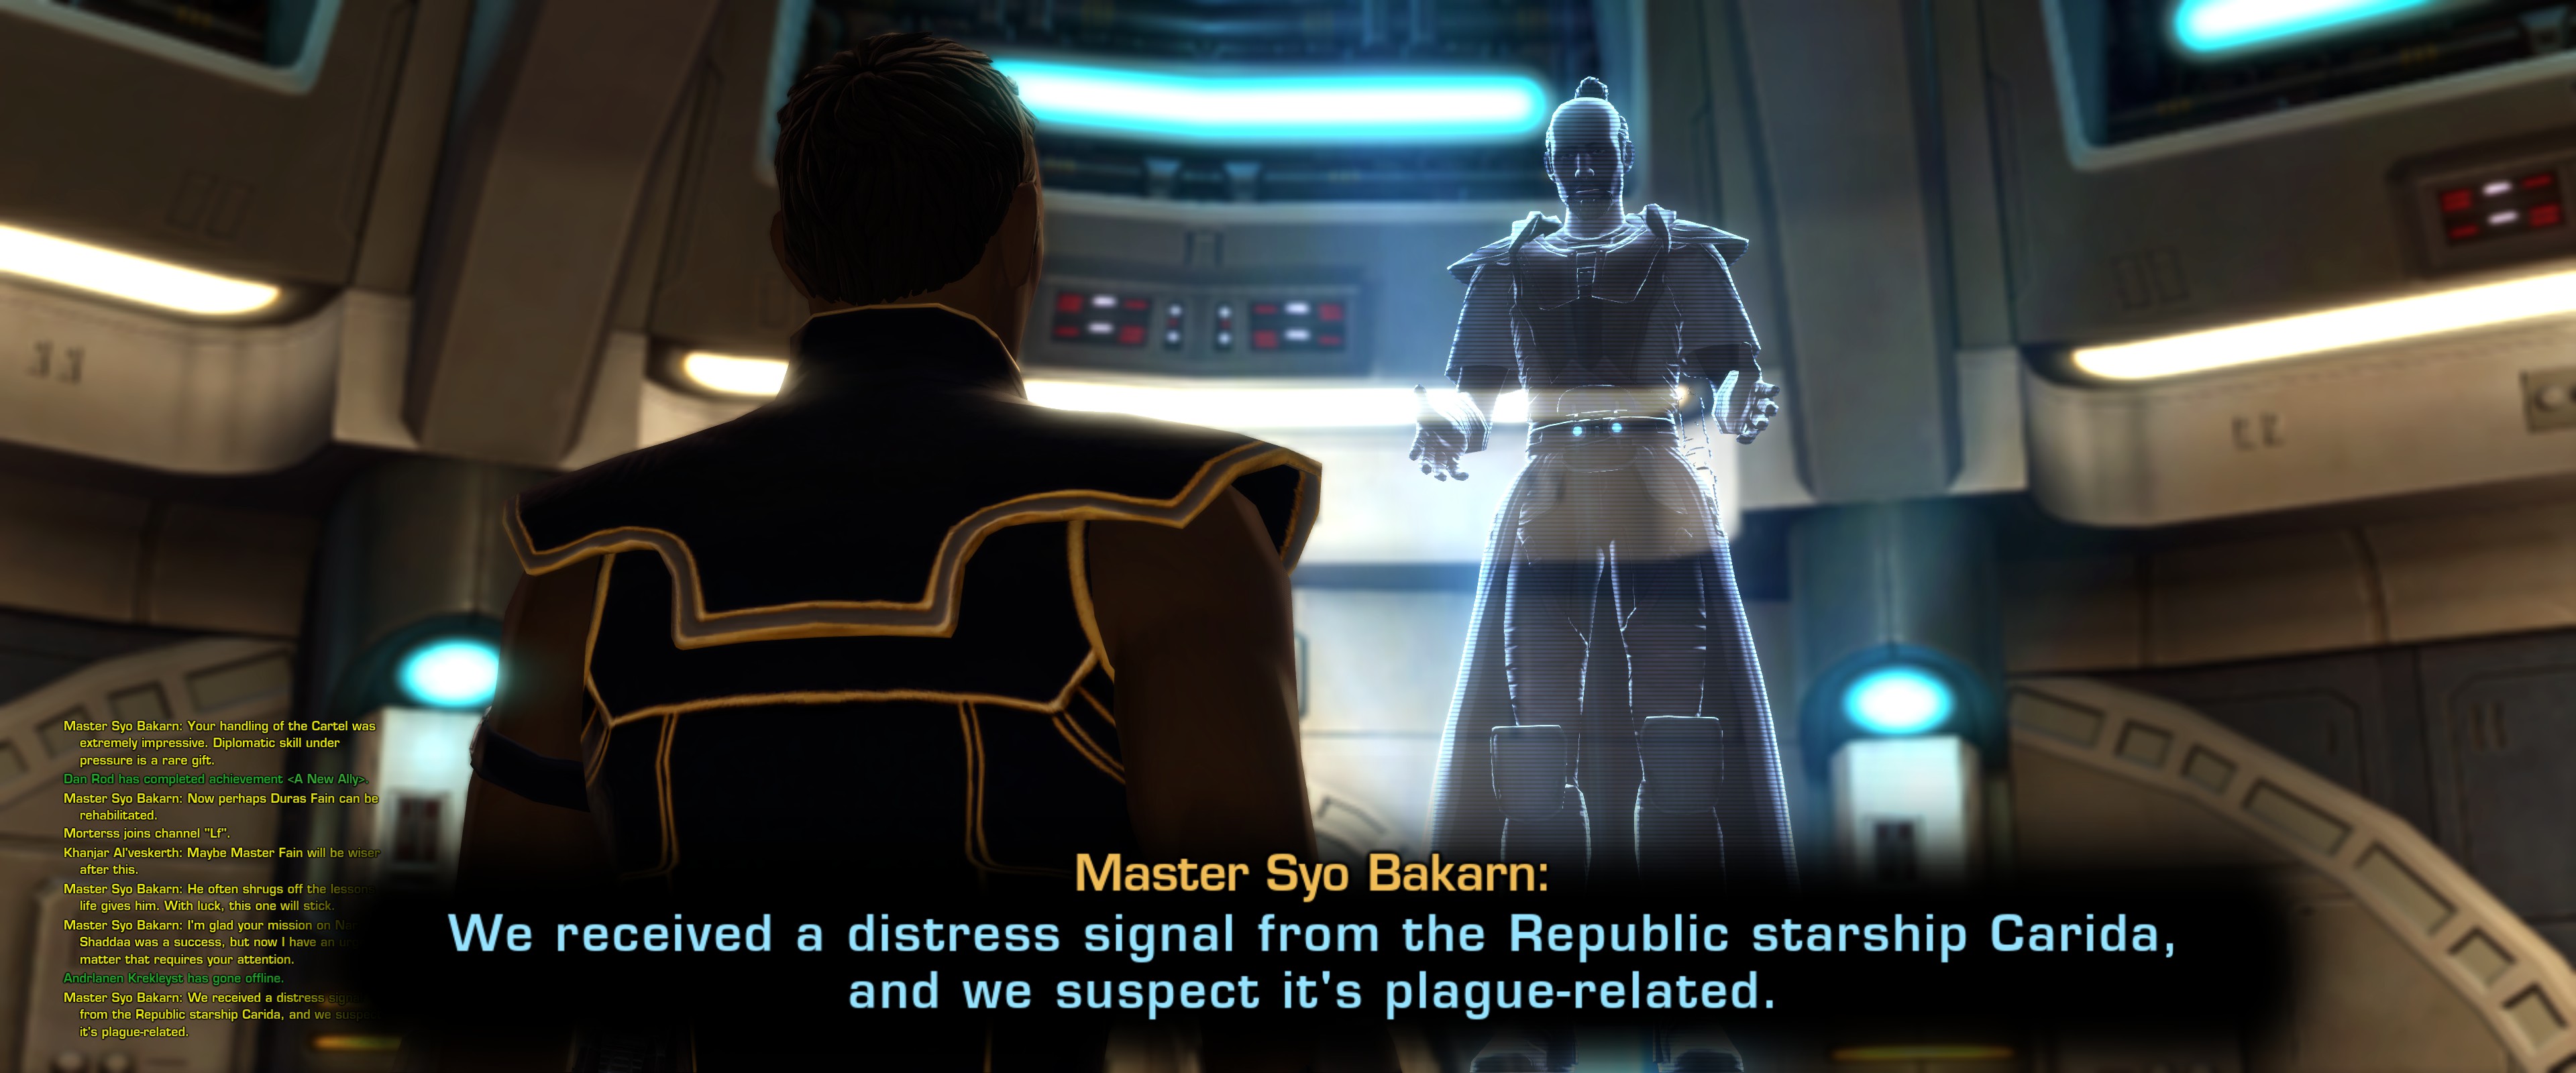 Master Syo Bakarn: Your handling of the Cartel was
extremely impressive. Diplomatic skill under
pressure is a rare gift.
Dan Rod has completed achievement <A New Ally>.
Master Syo Bakarn: Now perhaps Duras Fain can be
rehabilitated.
Morterss joins channel "Lf".
Khanjar Al'veskerth: Maybe Master Fain will be wiser
after this.
Master Syo Bakarn: He often shrugs off the lessons
life gives him. With luck, this one will stick.
Master Syo Bakarn: I'm glad your mission on Nar
Shaddaa was a success, but now I have an
matter that requires your attention.
Andrlanen Krekleyst has gone offline.
Master Syo Bakarn: We received a distress signal
from the Republic starship Carida, and we suspect
it's plague-related.
Master Syo Bakarn:
We received a distress signal from the Republic starship Carida,
and we suspect it's plague-related.